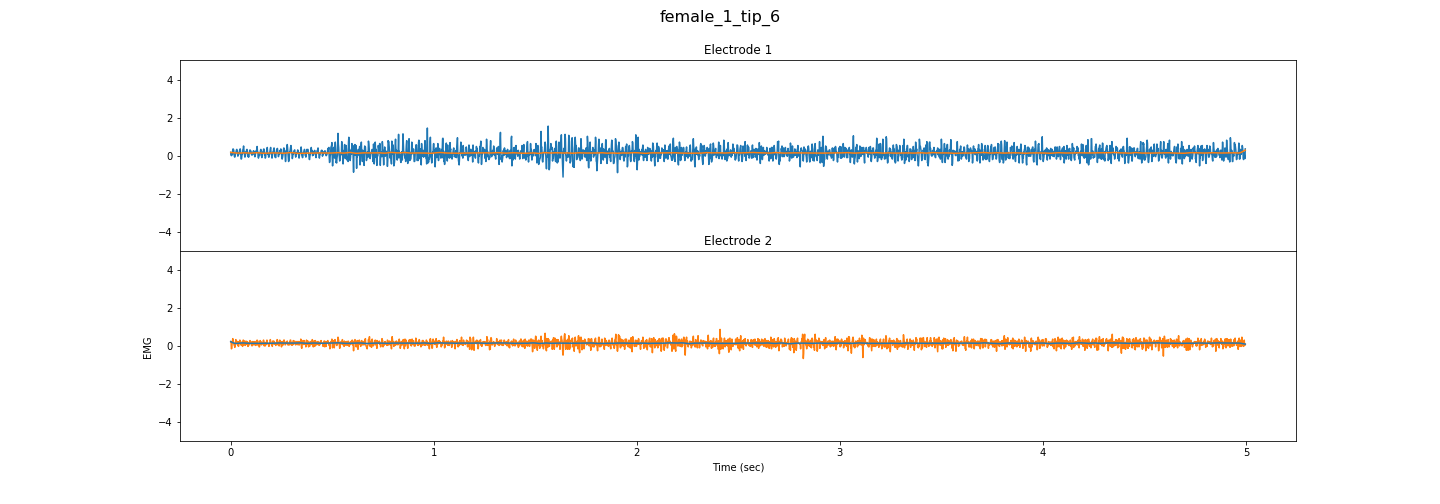 female_1_tip_6
Electrode 1
4
2
0
−2
−4
Electrode 2
4
2
0
−2
−4
EMG
0 1 2 3 4 5
Time (sec)